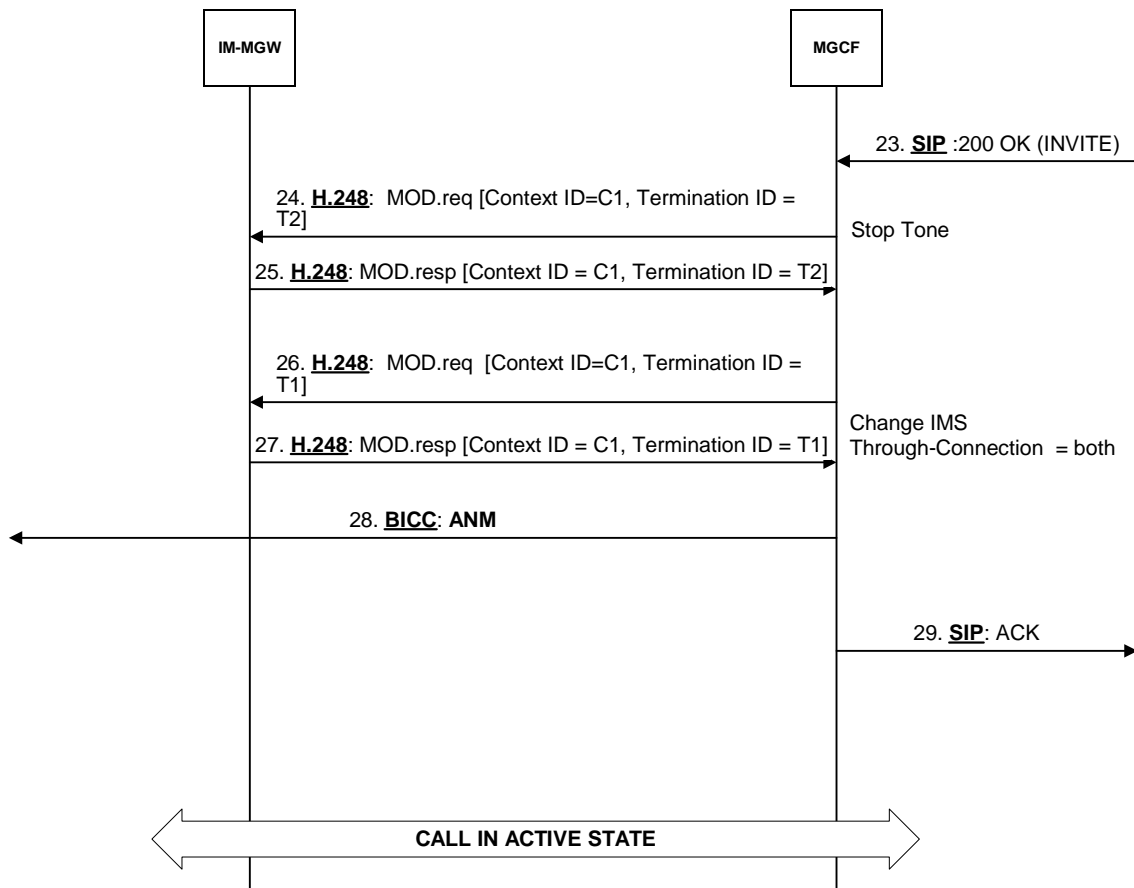 IM-MGW
MGCF
23. SIP :200 OK (INVITE)
24. H.248: MOD.req [Context ID=C1, Termination ID =
T2]
Stop Tone
25. H.248: MOD.resp [Context ID = C1, Termination ID = T2]
26. H.248: MOD.req [Context ID=C1, Termination ID =
T1]
Change IMS
Through-Connection = both
27. H.248: MOD.resp [Context ID = C1, Termination ID = T1]
28. BICC: ANM
29. SIP: ACK
CALL IN ACTIVE STATE